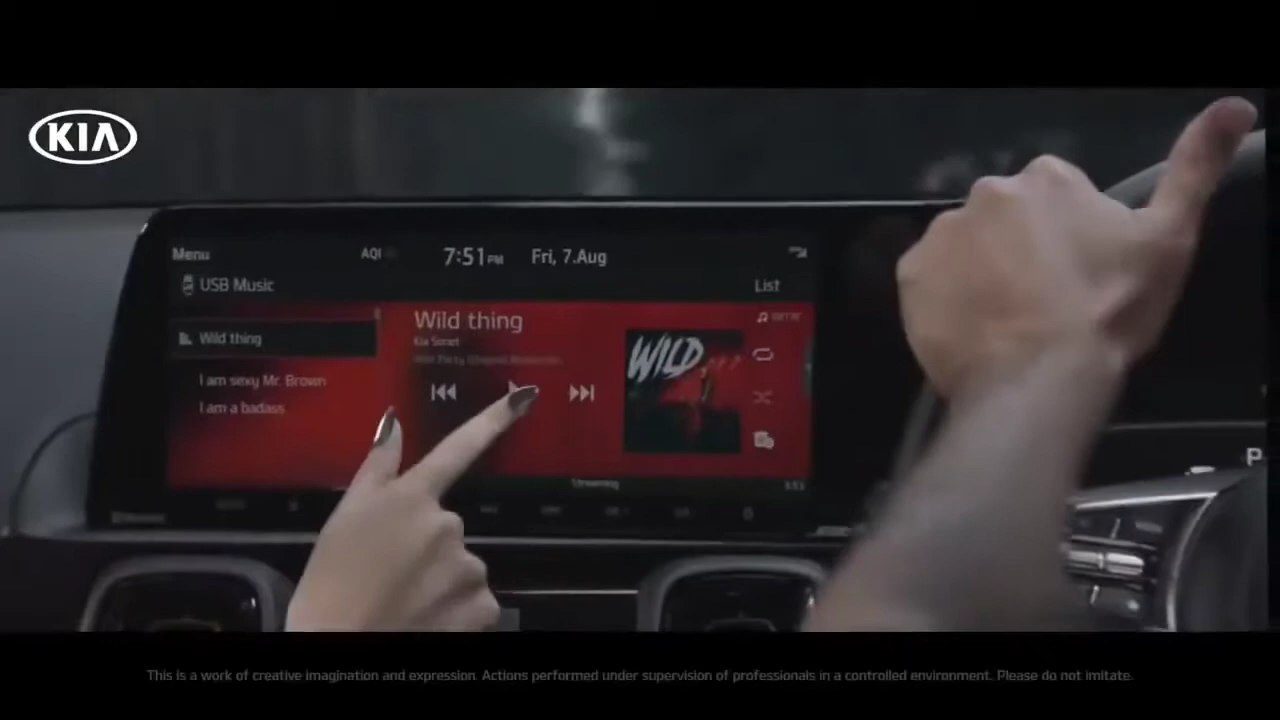 KIA
Menu AQI 7:51PM Fri, 7.Aug
USB Music List
Wild thing
I am sexy Mr. Brown
I am a badass
Wild thing
Kia Sonet
WILD
Streaming
P
This is a work of creative imagination and expression. Actions performed under supervision of professionals in a controlled environment. Please do not imitate.